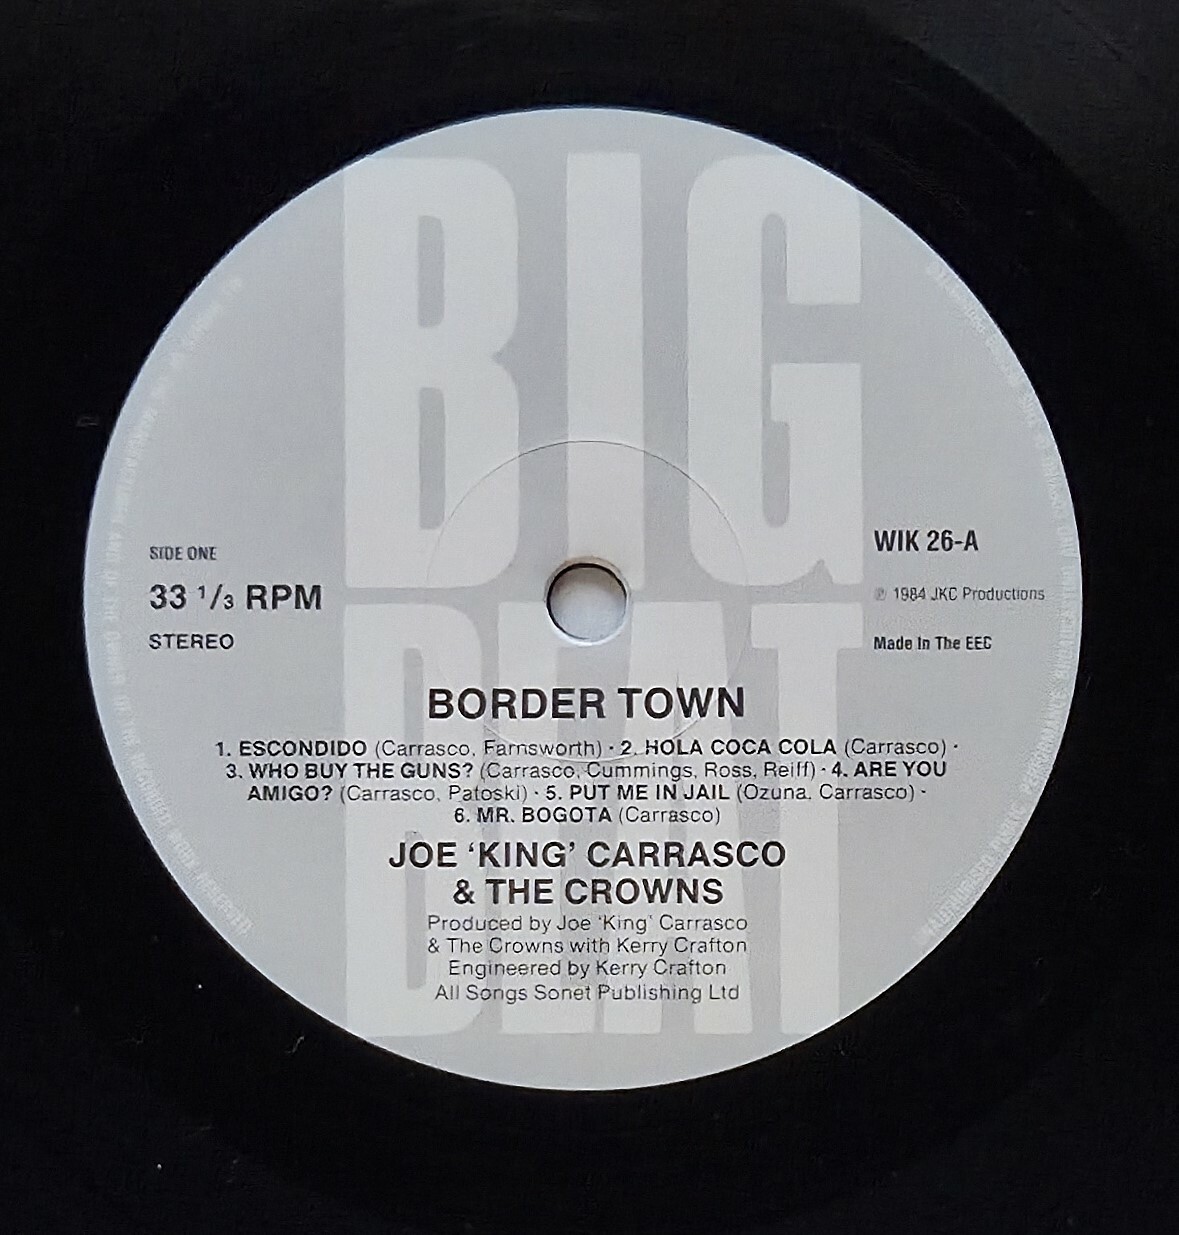 BIG
BEAT
SIDE ONE
33 1/3 RPM
STEREO
WIK 26-A
℗ 1984 JKC Productions
Made In The EEC
BORDER TOWN
1. ESCONDIDO (Carrasco, Farnsworth) · 2. HOLA COCA COLA (Carrasco) ·
3. WHO BUY THE GUNS? (Carrasco, Cummings, Ross, Reiff) · 4. ARE YOU
AMIGO? (Carrasco, Patoski) · 5. PUT ME IN JAIL (Ozuna, Carrasco) ·
6. MR. BOGOTA (Carrasco)
JOE ‘KING’ CARRASCO
& THE CROWNS
Produced by Joe ‘King’ Carrasco
& The Crowns with Kerry Crafton
Engineered by Kerry Crafton
All Songs Sonet Publishing Ltd